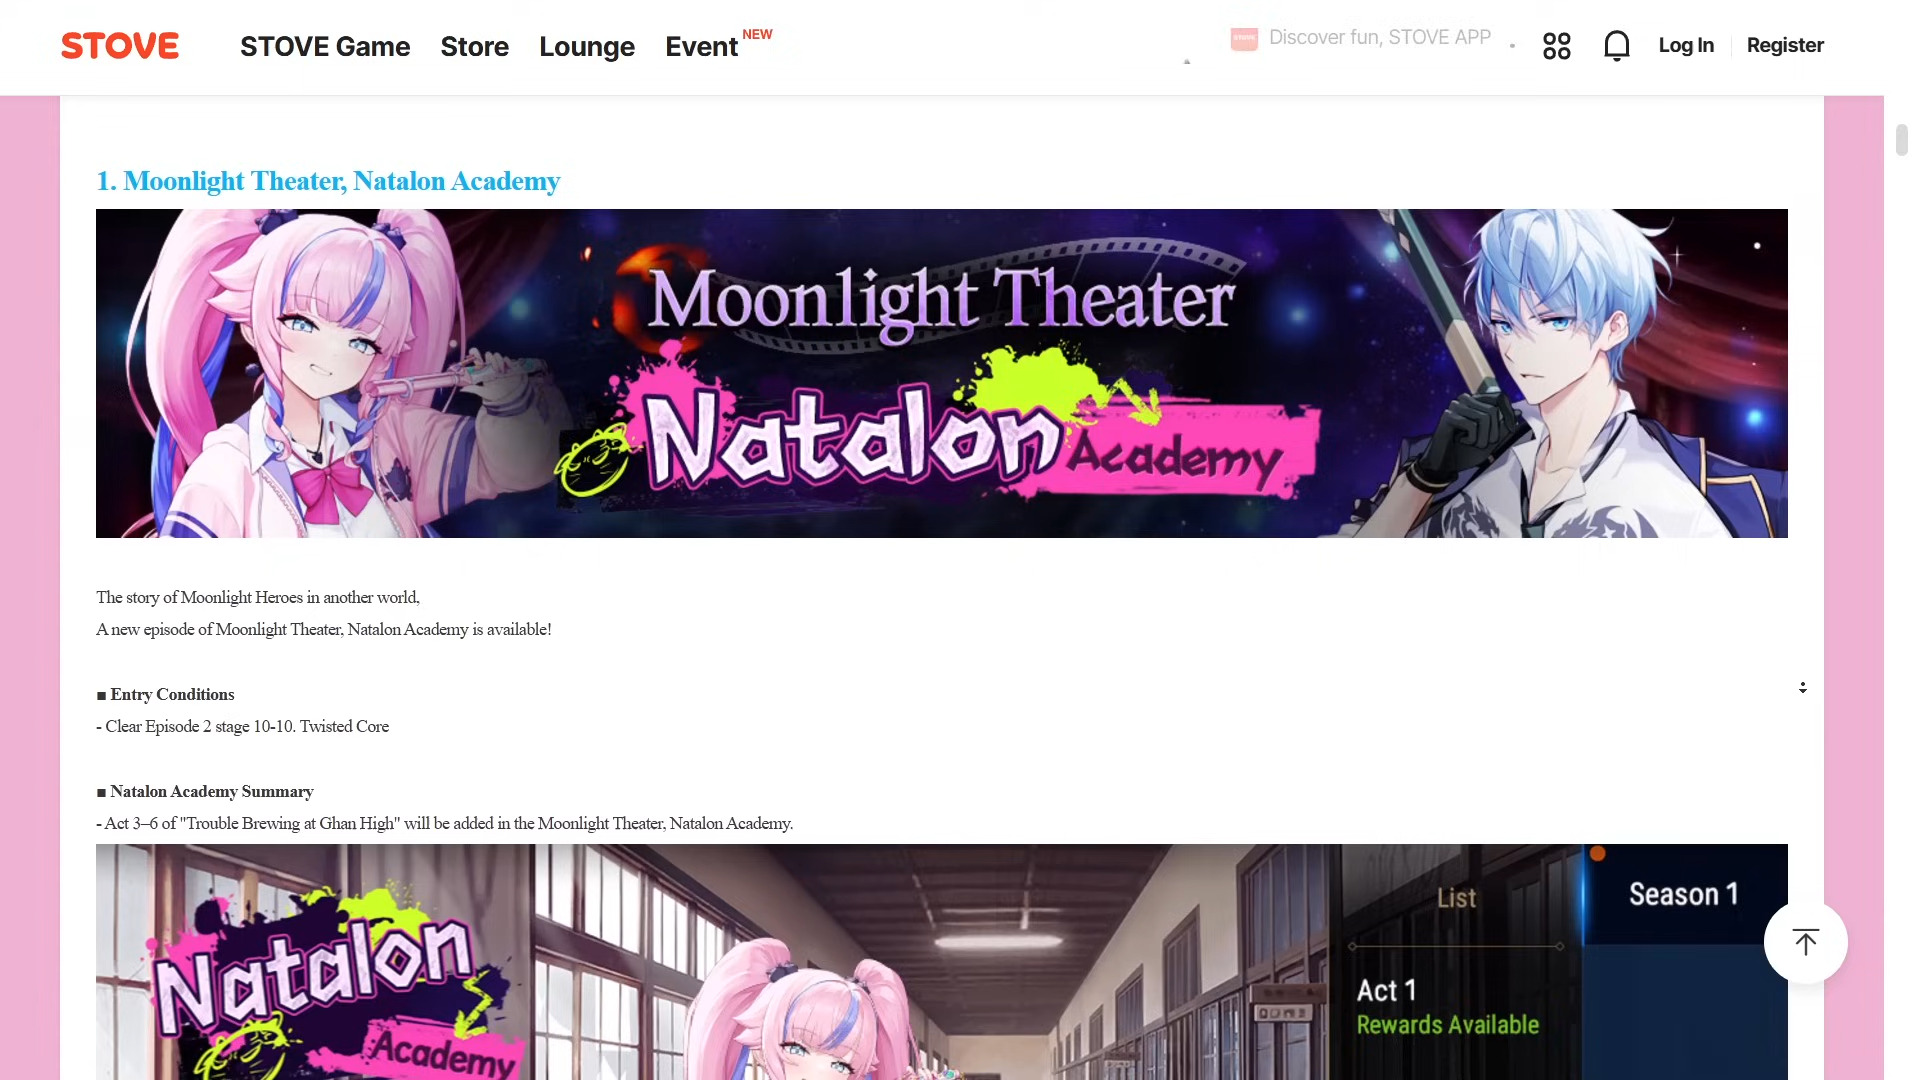 STOVE
STOVE Game
Store
Lounge
Event
NEW
STOVE
Discover fun, STOVE APP
Log In
Register
1. Moonlight Theater, Natalon Academy
Moonlight Theater
Natalon
Academy
The story of Moonlight Heroes in another world,
A new episode of Moonlight Theater, Natalon Academy is available!
■ Entry Conditions
- Clear Episode 2 stage 10-10. Twisted Core
■ Natalon Academy Summary
- Act 3–6 of "Trouble Brewing at Ghan High" will be added in the Moonlight Theater, Natalon Academy.
Natalon
Academy
List
Season 1
Act 1
Rewards Available